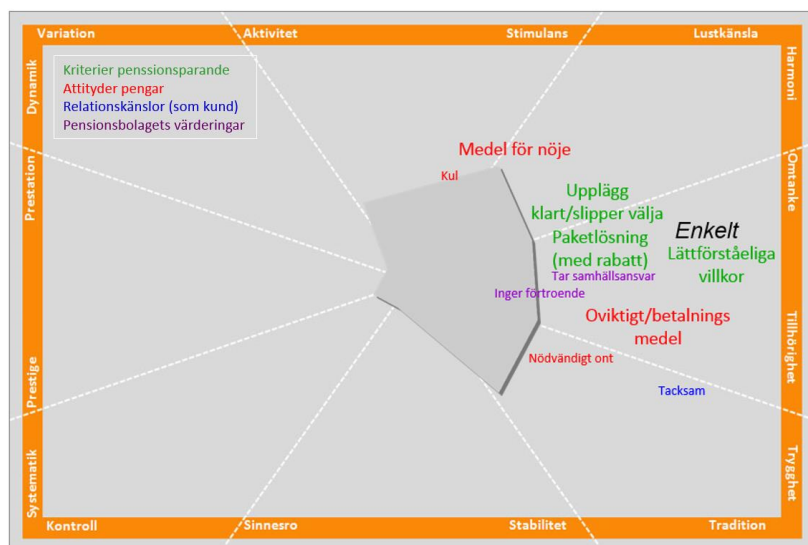 Variation
Aktivitet
Stimulans
Lustkänsla
Dynamik
Harmoni
Kriterier penssionsparande
Attityder pengar
Relationskänslor (som kund)
Pensionsbolagets värderingar
Prestation
Omtanke
Medel för nöje
Kul
Upplägg
klart/slipper välja
Paketlösning
(med rabatt)
Enkelt
Lättförståeliga
villkor
Tar samhällsansvar
Inger förtroende
Oviktigt/betalnings
medel
Nödvändigt ont
Tacksam
Prestige
Tillhörighet
Systematik
Trygghet
Kontroll
Sinnesro
Stabilitet
Tradition